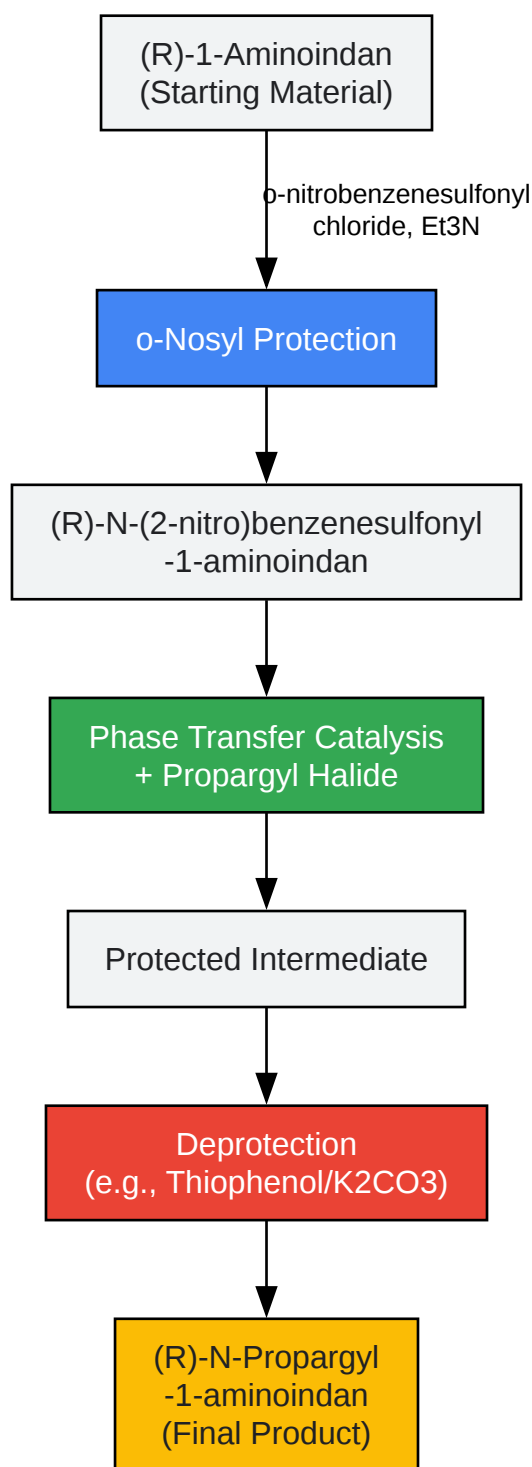 (R)-1-Aminoindan
(Starting Material)
o-nitrobenzenesulfonyl
chloride, Et3N
o-Nosyl Protection
(R)-N-(2-nitro)benzenesulfonyl
-1-aminoindan
Phase Transfer Catalysis
+ Propargyl Halide
Protected Intermediate
Deprotection
(e.g., Thiophenol/K2CO3)
(R)-N-Propargyl
-1-aminoindan
(Final Product)